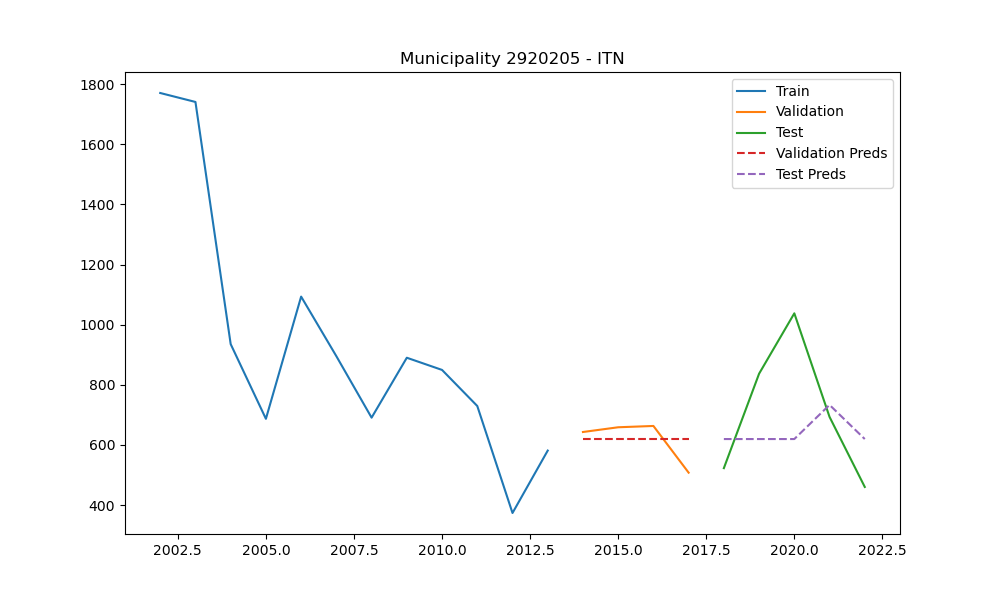 Municipality 2920205 - ITN
1800
1600
1400
1200
1000
800
600
400
2002.5 2005.0 2007.5 2010.0 2012.5 2015.0 2017.5 2020.0 2022.5
Train
Validation
Test
Validation Preds
Test Preds